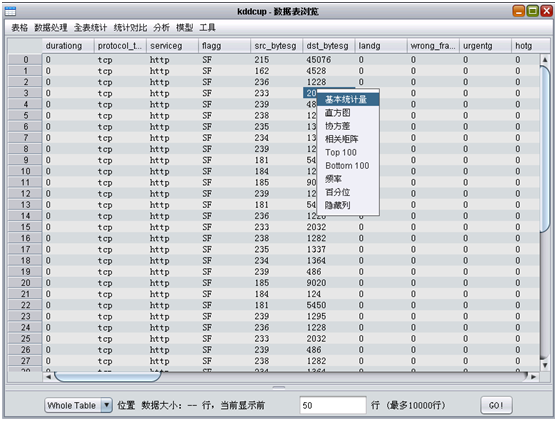 kddcup - 数据表浏览
表格 数据处理 全表统计 统计对比 分析 模型 工具
durationg protocol_t... serviceg flagg src_bytesg dst_bytesg landg wrong_fra... urgentg hotg
0 0 tcp http SF 215 45076 0 0 0 0
1 0 tcp http SF 162 4528 0 0 0 0
2 0 tcp http SF 236 1228 0 0 0 0
3 0 tcp http SF 233 0 0 0
4 0 tcp http SF 239 0 0 0
5 0 tcp http SF 238 0 0 0
6 0 tcp http SF 235 0 0 0
7 0 tcp http SF 234 0 0 0
8 0 tcp http SF 239 0 0 0
9 0 tcp http SF 181 0 0 0
10 0 tcp http SF 184 0 0 0
11 0 tcp http SF 185 0 0 0
12 0 tcp http SF 239 0 0 0
13 0 tcp http SF 181 0 0 0
14 0 tcp http SF 236 1228 0 0 0 0
15 0 tcp http SF 233 2032 0 0 0 0
16 0 tcp http SF 238 1282 0 0 0 0
17 0 tcp http SF 235 1337 0 0 0 0
18 0 tcp http SF 234 1364 0 0 0 0
19 0 tcp http SF 239 486 0 0 0 0
20 0 tcp http SF 185 9020 0 0 0 0
21 0 tcp http SF 184 124 0 0 0 0
22 0 tcp http SF 181 5450 0 0 0 0
23 0 tcp http SF 239 1295 0 0 0 0
24 0 tcp http SF 236 1228 0 0 0 0
25 0 tcp http SF 233 2032 0 0 0 0
26 0 tcp http SF 239 486 0 0 0 0
27 0 tcp http SF 238 1282 0 0 0 0
基本统计量
直方图
协方差
相关矩阵
Top 100
Bottom 100
频率
百分位
隐藏列
Whole Table 位置 数据大小: -- 行，当前显示前 50 行 (最多10000行) GO!